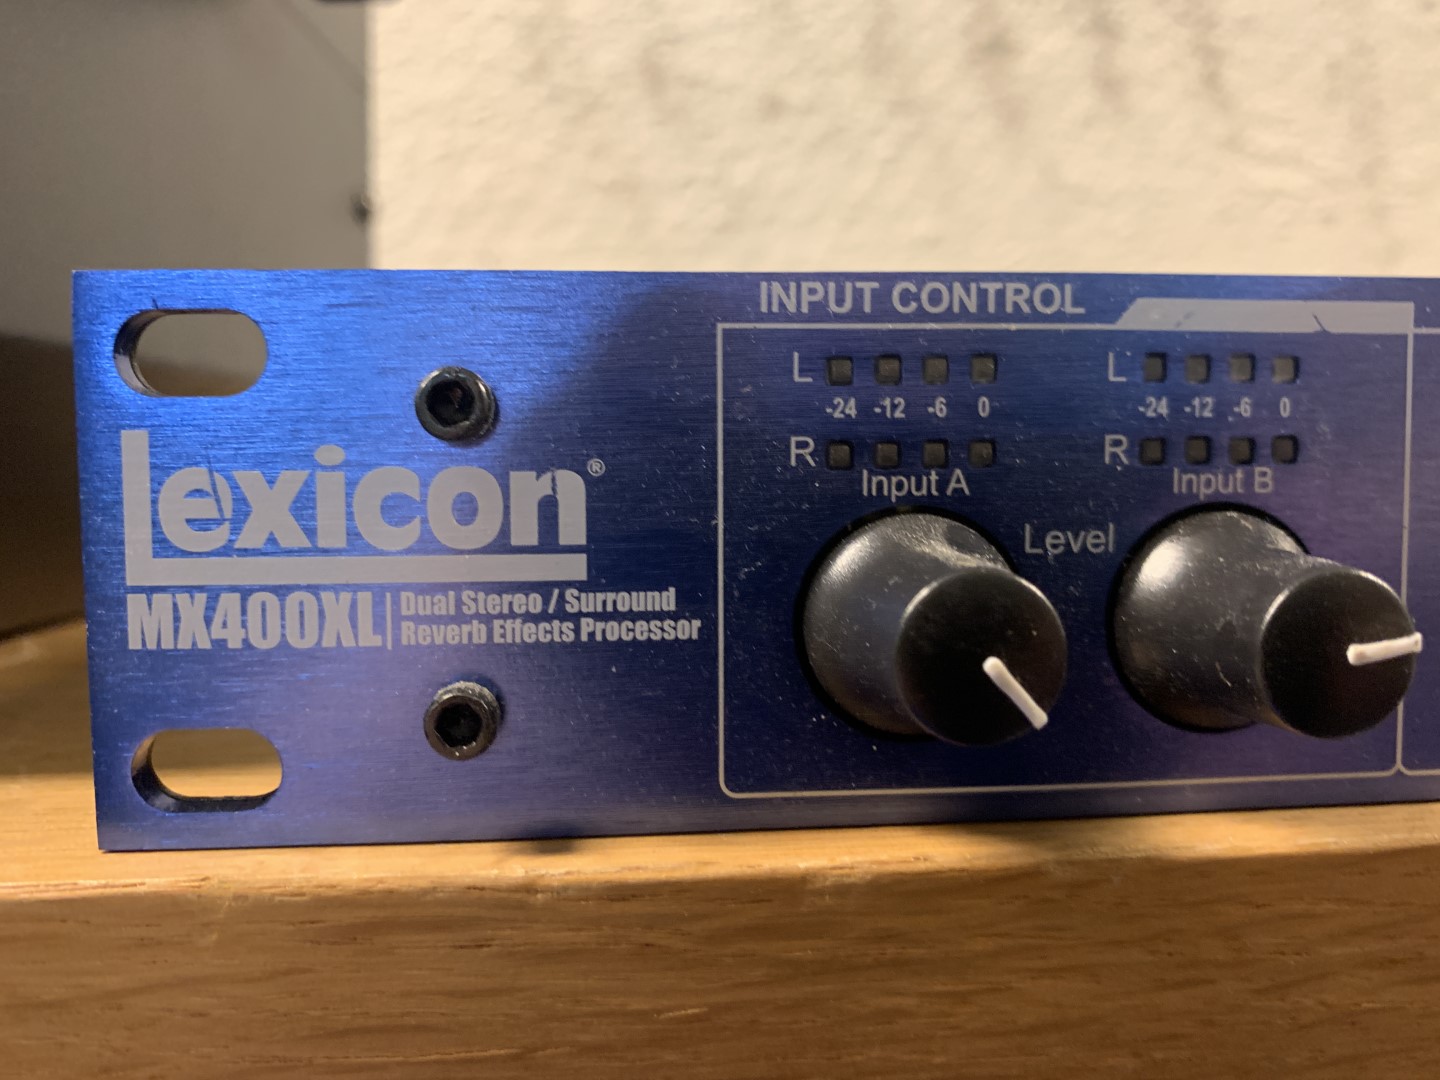 INPUT CONTROL
L
-24 -12 -6 0
R
Input A
L
-24 -12 -6 0
R
Input B
Level
Lexicon®
MX400XL
Dual Stereo / Surround
Reverb Effects Processor